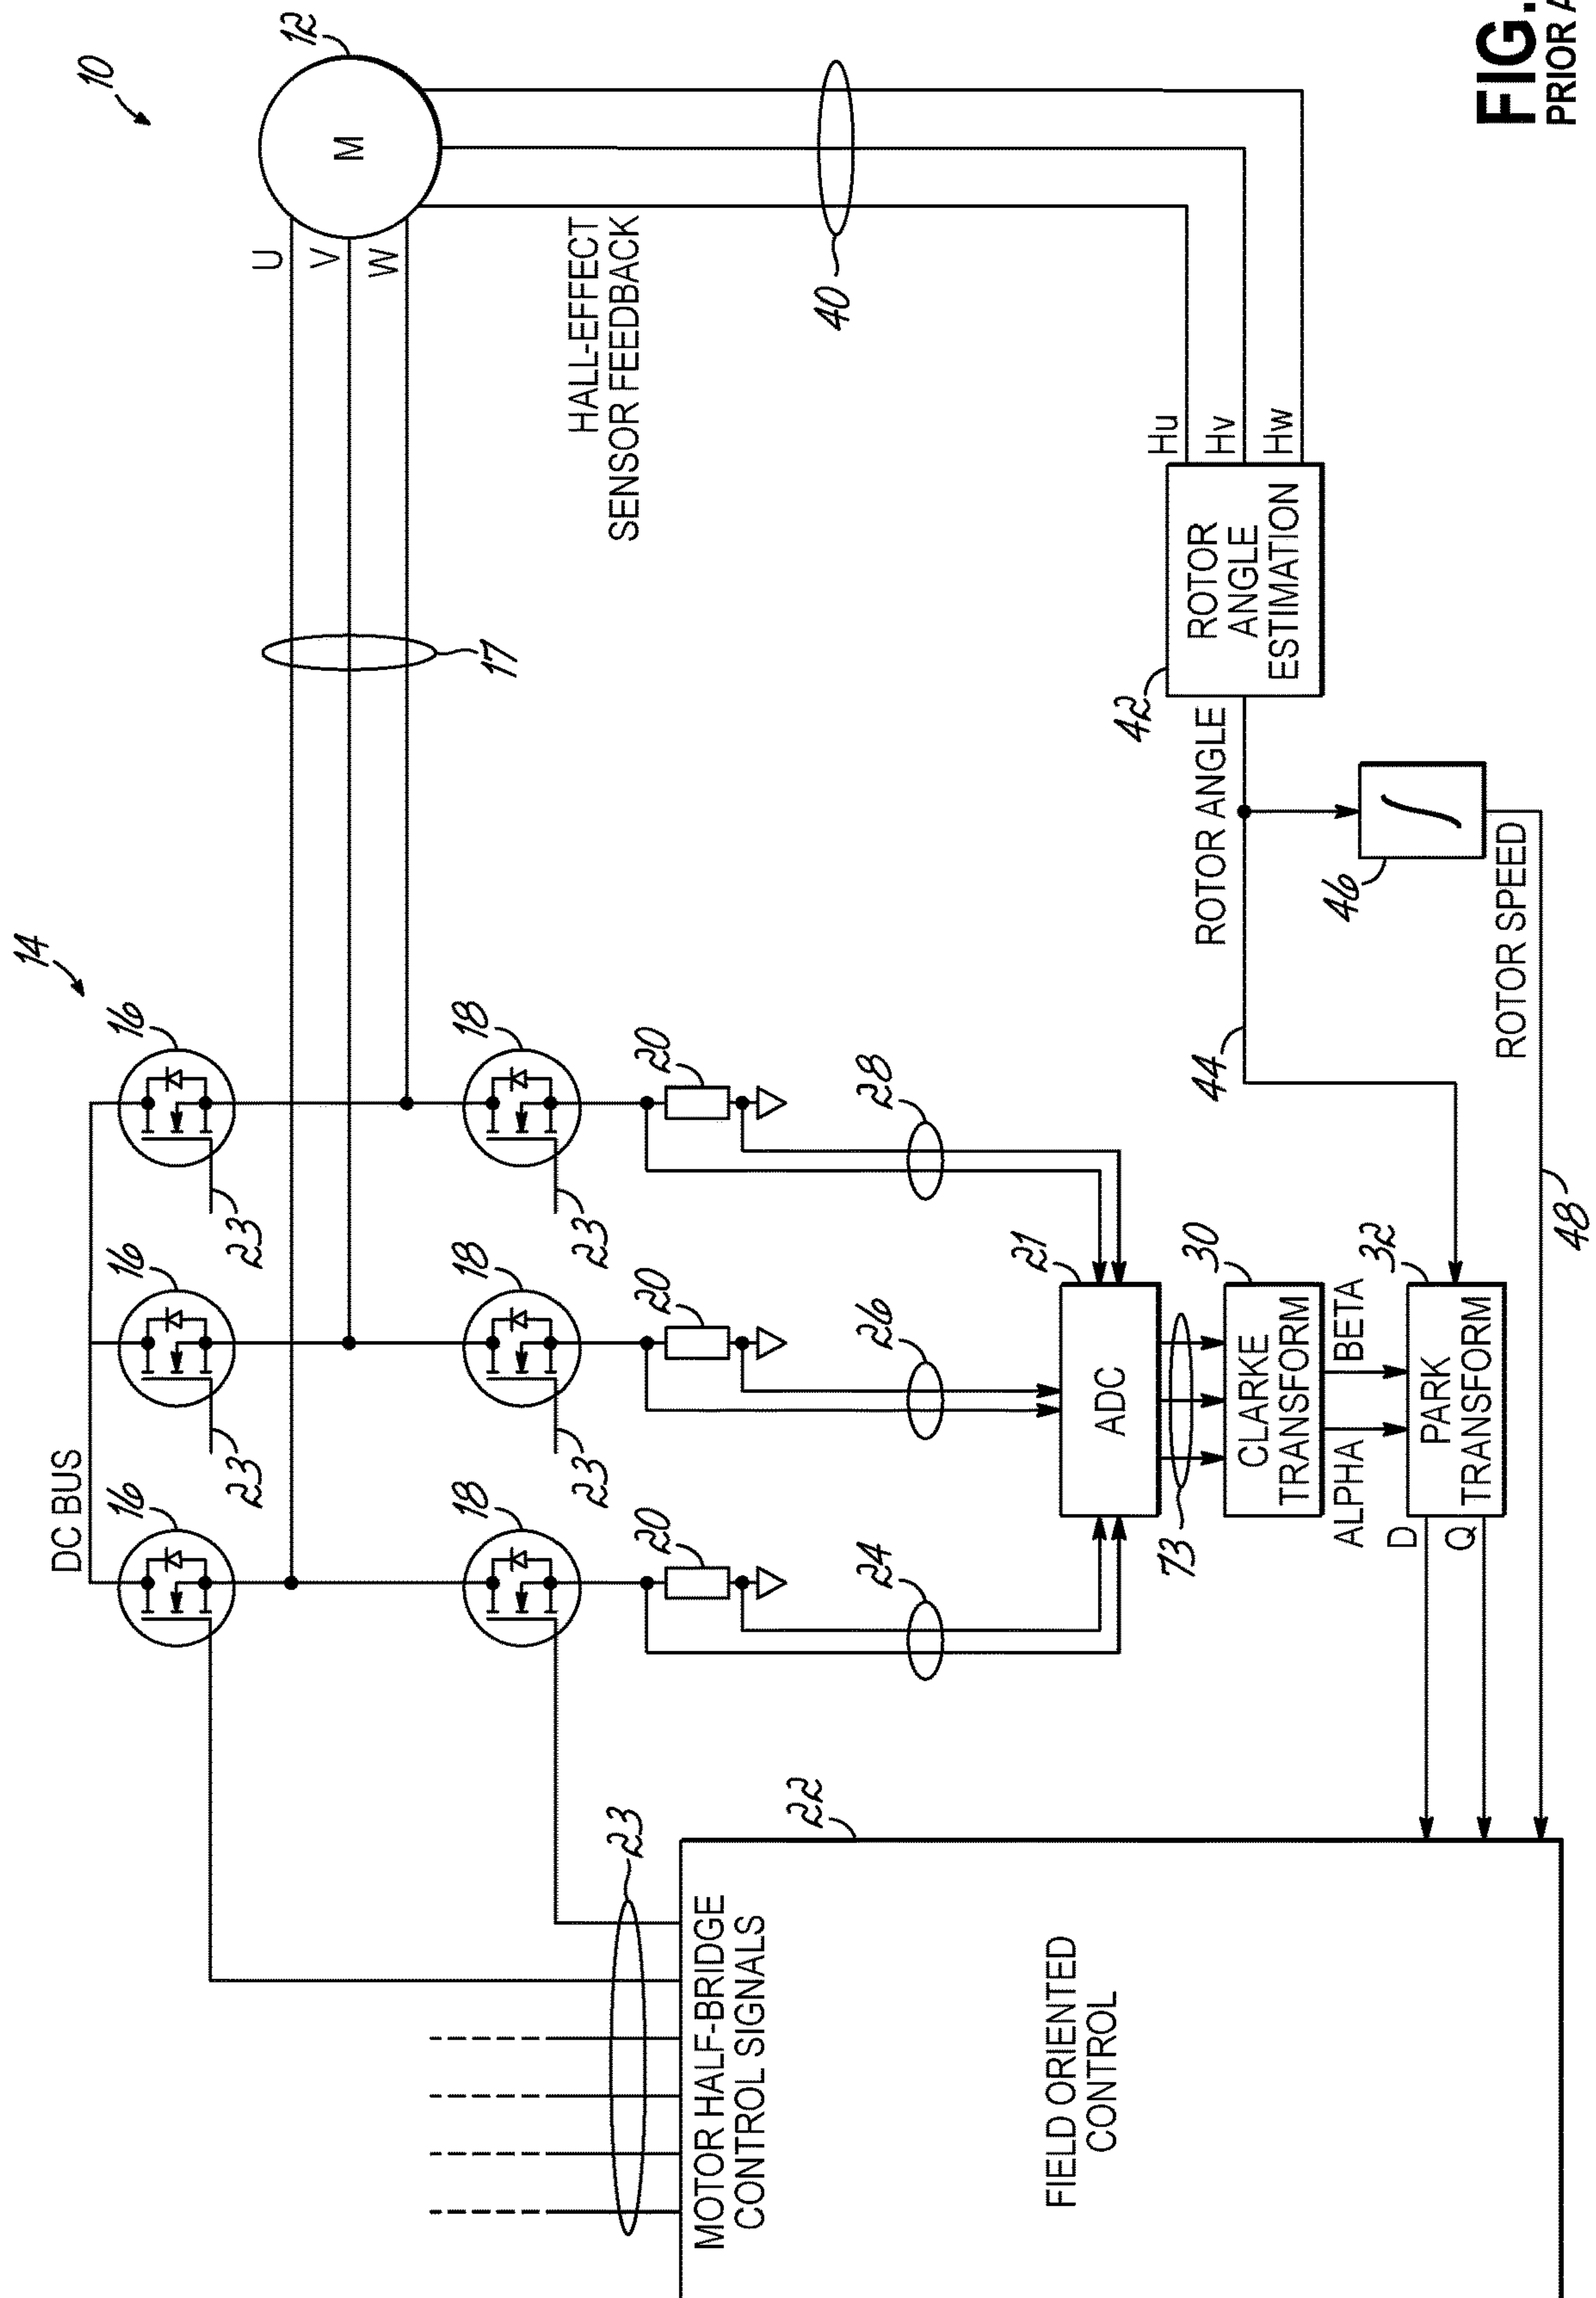 10
12
M
U
V
W
17
HALL-EFFECT
SENSOR FEEDBACK
40
Hu
Hv
Hw
ROTOR
ANGLE
ESTIMATION
42
ROTOR ANGLE
44
46
ROTOR SPEED
48
14
DC BUS
16
16
16
23
23
23
18
18
18
23
23
20
20
20
24
26
28
21
ADC
73
30
CLARKE
TRANSFORM
ALPHA
BETA
32
PARK
TRANSFORM
D
Q
22
23
MOTOR HALF-BRIDGE
CONTROL SIGNALS
FIELD ORIENTED
CONTROL
FIG.
PRIOR